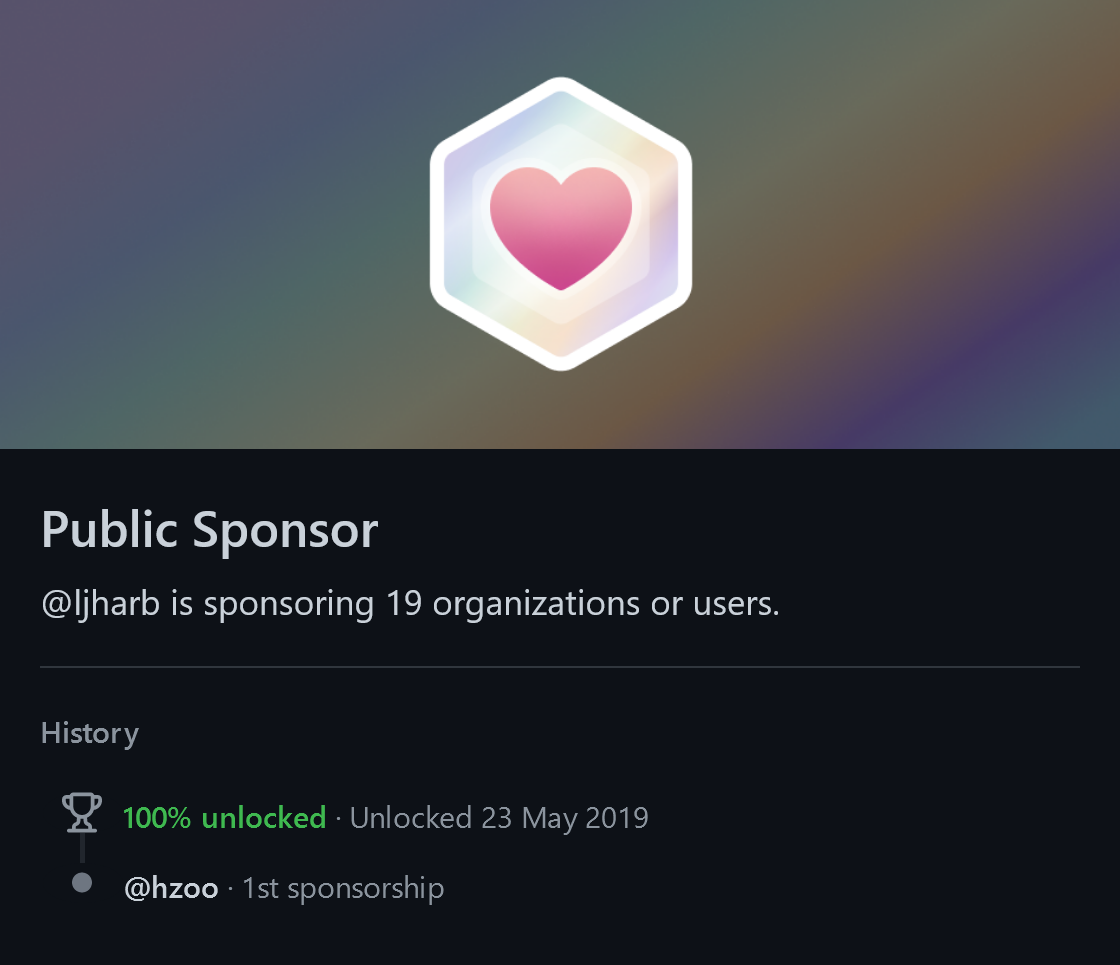 Public Sponsor
@ljharb is sponsoring 19 organizations or users.
History
100% unlocked · Unlocked 23 May 2019
@hzoo · 1st sponsorship